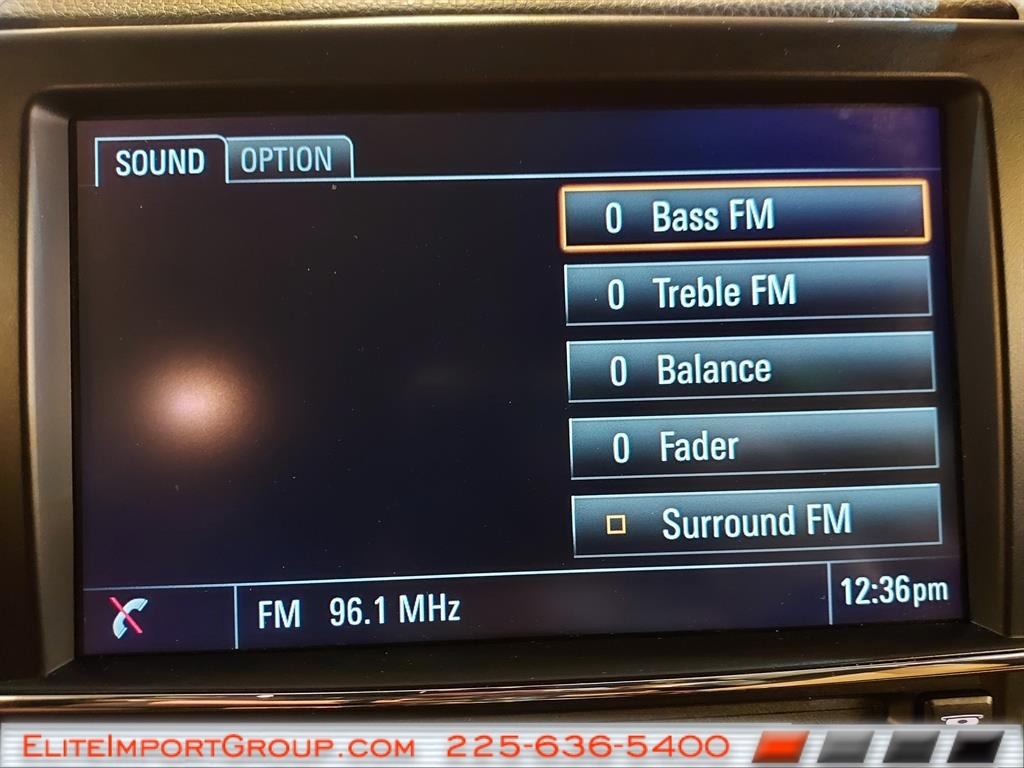 SOUND OPTION
0 Bass FM
0 Treble FM
0 Balance
0 Fader
Surround FM
FM 96.1 MHz 12:36pm
EliteImportGroup.com 225-636-5400